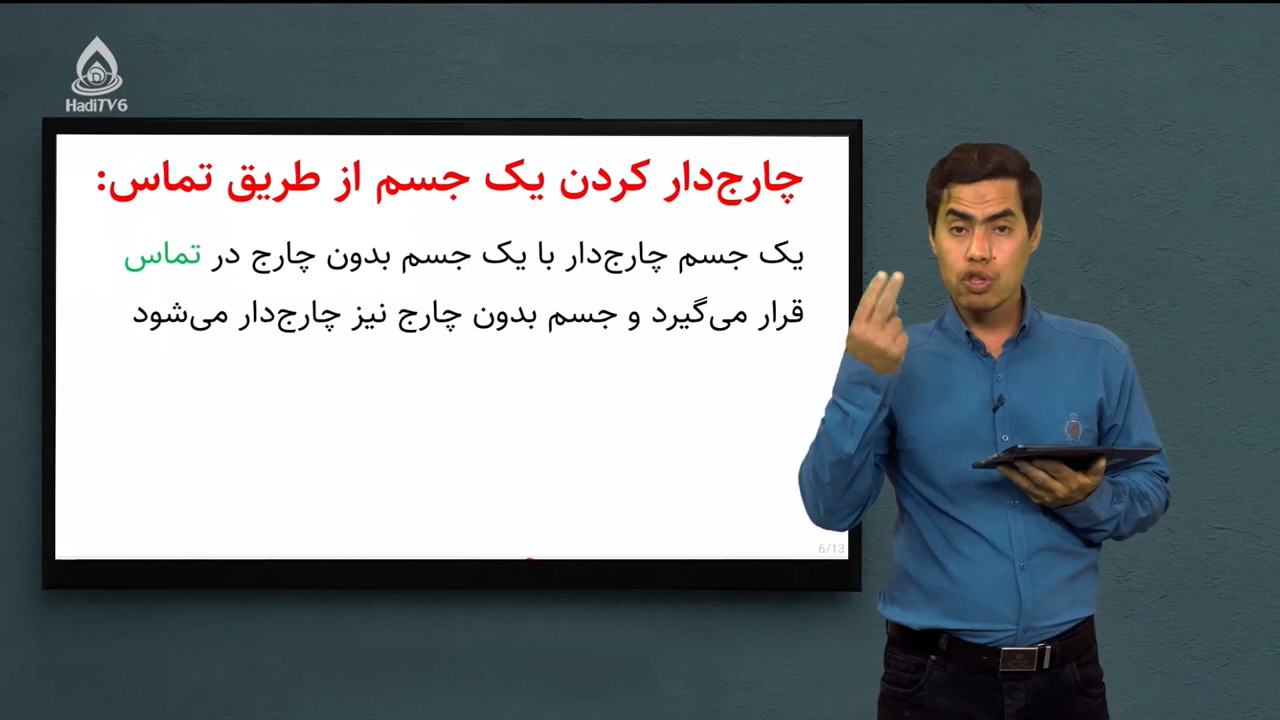 HadiTV6
چارج‌دار کردن یک جسم از طریق تماس:
یک جسم چارج‌دار با یک جسم بدون چارج در تماس
قرار می‌گیرد و جسم بدون چارج نیز چارج‌دار می‌شود
6/13